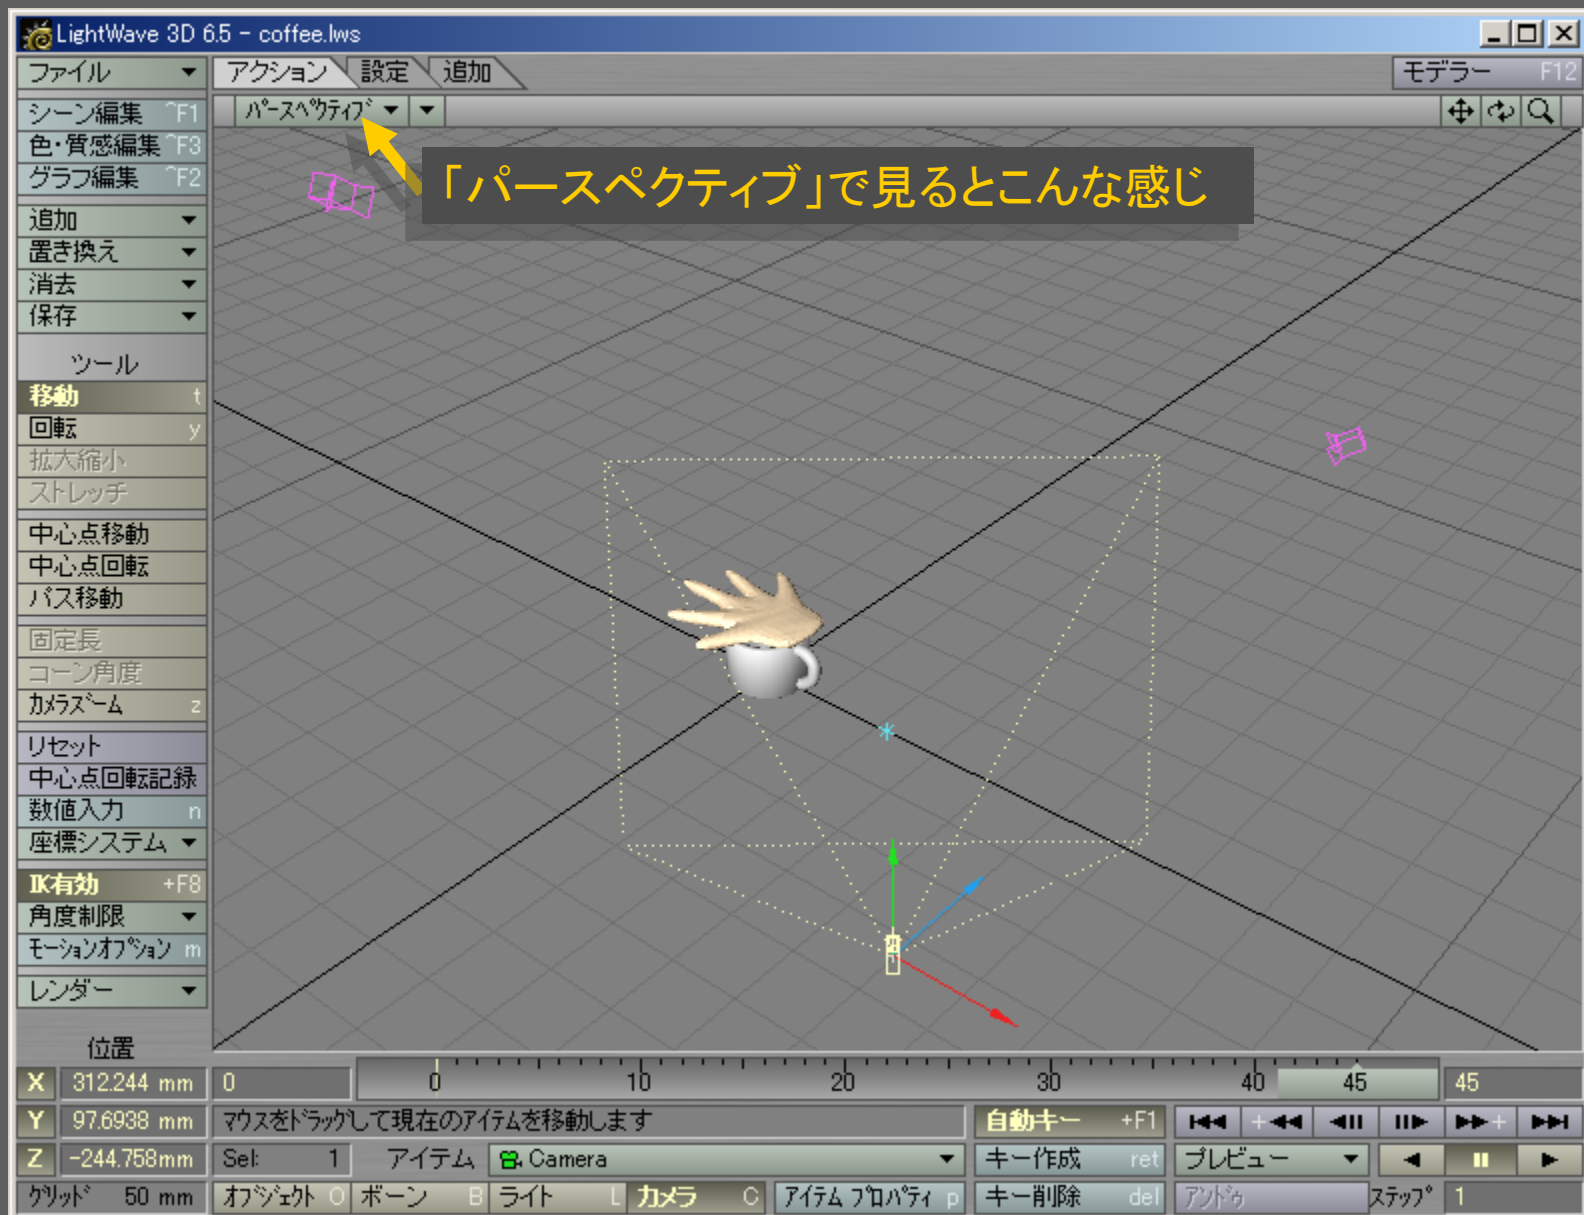 LightWave 3D 6.5 - coffee.lws
ファイル
アクション 設定 追加
モデラー F12
シーン編集 ^F1
パースペクティブ
色・質感編集 ^F3
グラフ編集 ^F2
「パースペクティブ」で見るとこんな感じ
追加
置き換え
消去
保存
ツール
移動 t
回転 y
拡大縮小
ストレッチ
中心点移動
中心点回転
パス移動
固定長
コーン角度
カメラズーム z
リセット
中心点回転記録
数値入力 n
座標システム
IK有効 +F8
角度制限
モーションオプション m
レンダー
位置
X 312.244 mm 0 0 10 20 30 40 45 45
Y 97.6938 mm マウスをドラッグして現在のアイテムを移動します 自動キー +F1
Z -244.758mm Sel: 1 アイテム Camera キー作成 ret プレビュー
グリッド 50 mm オブジェクト O ボーン B ライト L カメラ C アイテム プロパティ p キー削除 del アンドゥ ステップ 1